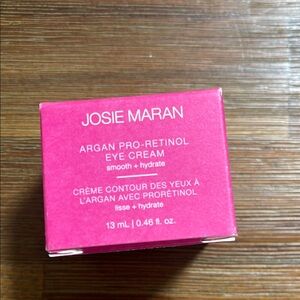 JOSIE MARAN
ARGAN PRO-RETINOL
EYE CREAM
smooth + hydrate
CRÈME CONTOUR DES YEUX À
L'ARGAN AVEC PRORÉTINOL
lisse + hydrate
13 mL | 0.46 fl. oz.